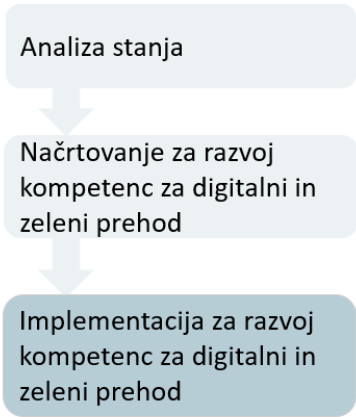 Analiza stanja
Načrtovanje za razvoj
kompetenc za digitalni in
zeleni prehod
Implementacija za razvoj
kompetenc za digitalni in
zeleni prehod